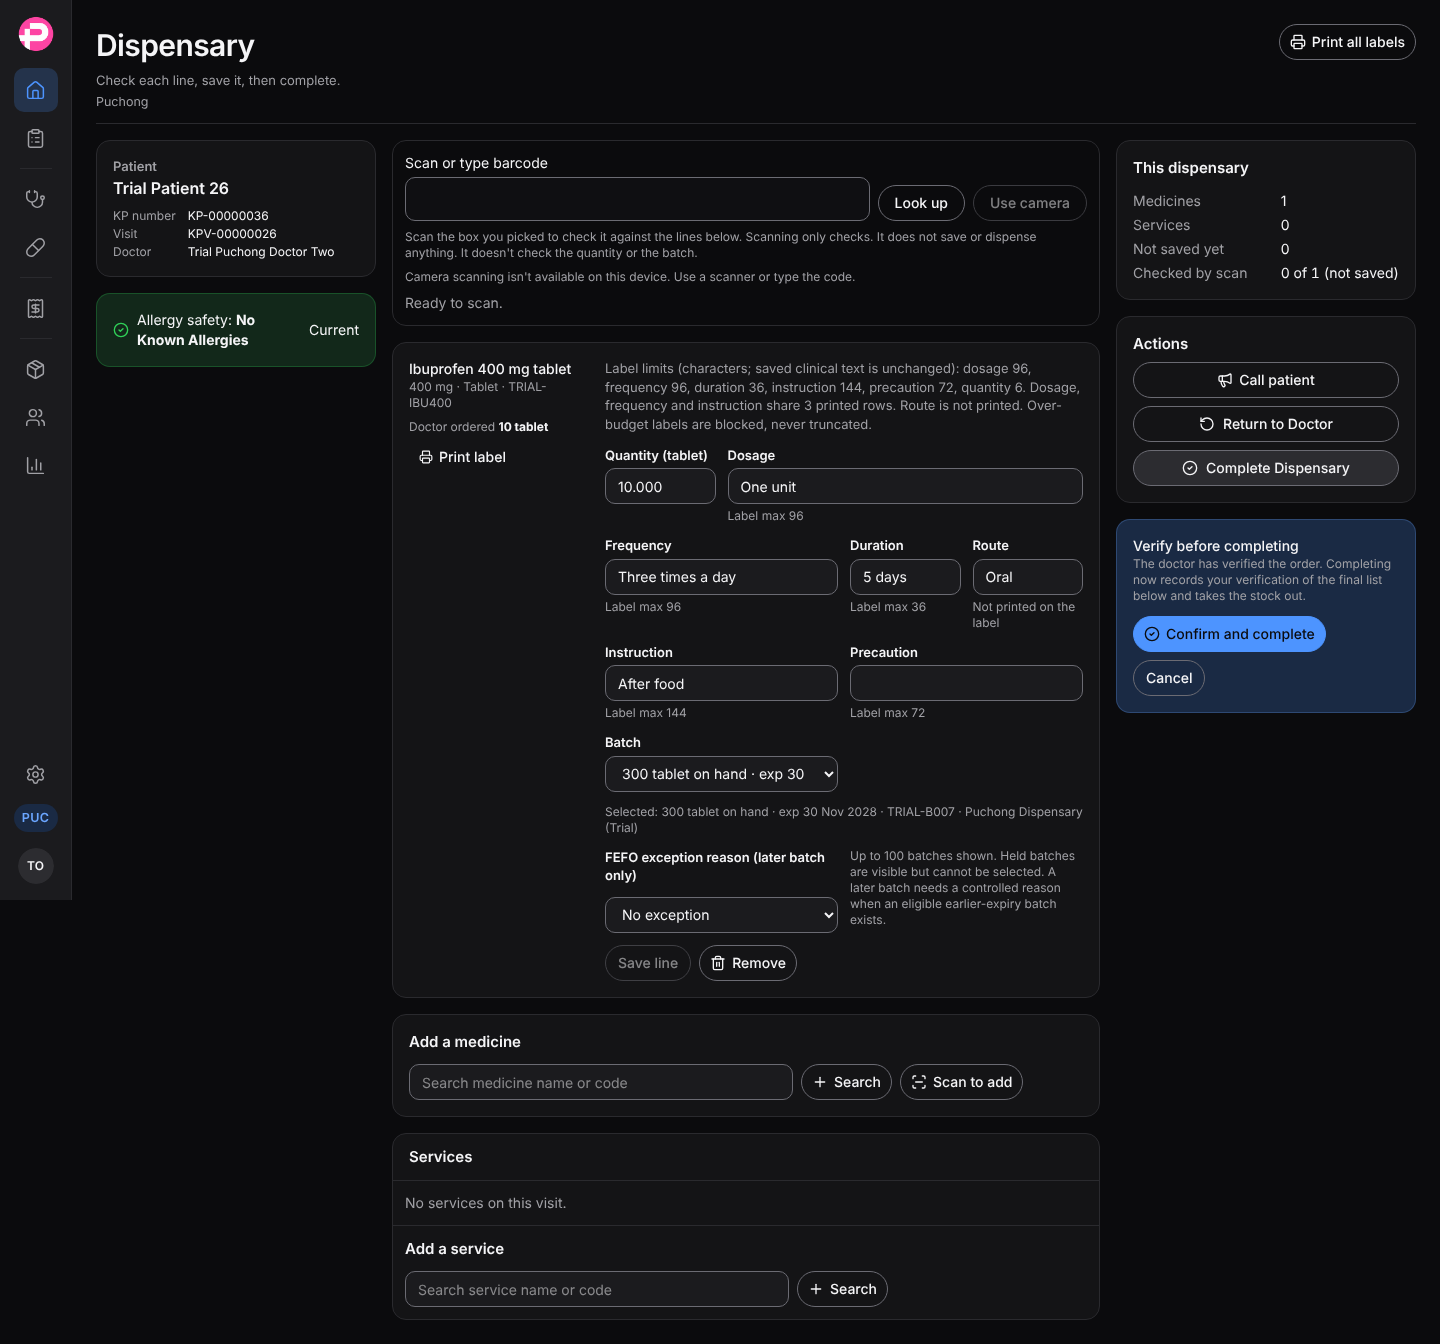 Dispensary
Check each line, save it, then complete.
Puchong
Print all labels
Patient
Trial Patient 26
KP number KP-00000036
Visit KPV-00000026
Doctor Trial Puchong Doctor Two
Allergy safety: No
Known Allergies
Current
Scan or type barcode
Look up
Use camera
Scan the box you picked to check it against the lines below. Scanning only checks. It does not save or dispense
anything. It doesn't check the quantity or the batch.
Camera scanning isn't available on this device. Use a scanner or type the code.
Ready to scan.
Ibuprofen 400 mg tablet
400 mg · Tablet · TRIAL-
IBU400
Doctor ordered 10 tablet
Print label
Label limits (characters; saved clinical text is unchanged): dosage 96,
frequency 96, duration 36, instruction 144, precaution 72, quantity 6. Dosage,
frequency and instruction share 3 printed rows. Route is not printed. Over-
budget labels are blocked, never truncated.
Quantity (tablet) Dosage
10.000 One unit
Label max 96
Frequency Duration Route
Three times a day 5 days Oral
Label max 96 Label max 36 Not printed on the
label
Instruction Precaution
After food
Label max 144 Label max 72
Batch
300 tablet on hand · exp 30
Selected: 300 tablet on hand · exp 30 Nov 2028 · TRIAL-B007 · Puchong Dispensary
(Trial)
FEFO exception reason (later batch
only)
No exception
Up to 100 batches shown. Held batches
are visible but cannot be selected. A
later batch needs a controlled reason
when an eligible earlier-expiry batch
exists.
Save line Remove
Add a medicine
Search medicine name or code Search Scan to add
Services
No services on this visit.
Add a service
Search service name or code Search
This dispensary
Medicines 1
Services 0
Not saved yet 0
Checked by scan 0 of 1 (not saved)
Actions
Call patient
Return to Doctor
Complete Dispensary
Verify before completing
The doctor has verified the order. Completing
now records your verification of the final list
below and takes the stock out.
Confirm and complete
Cancel
PUC
TO